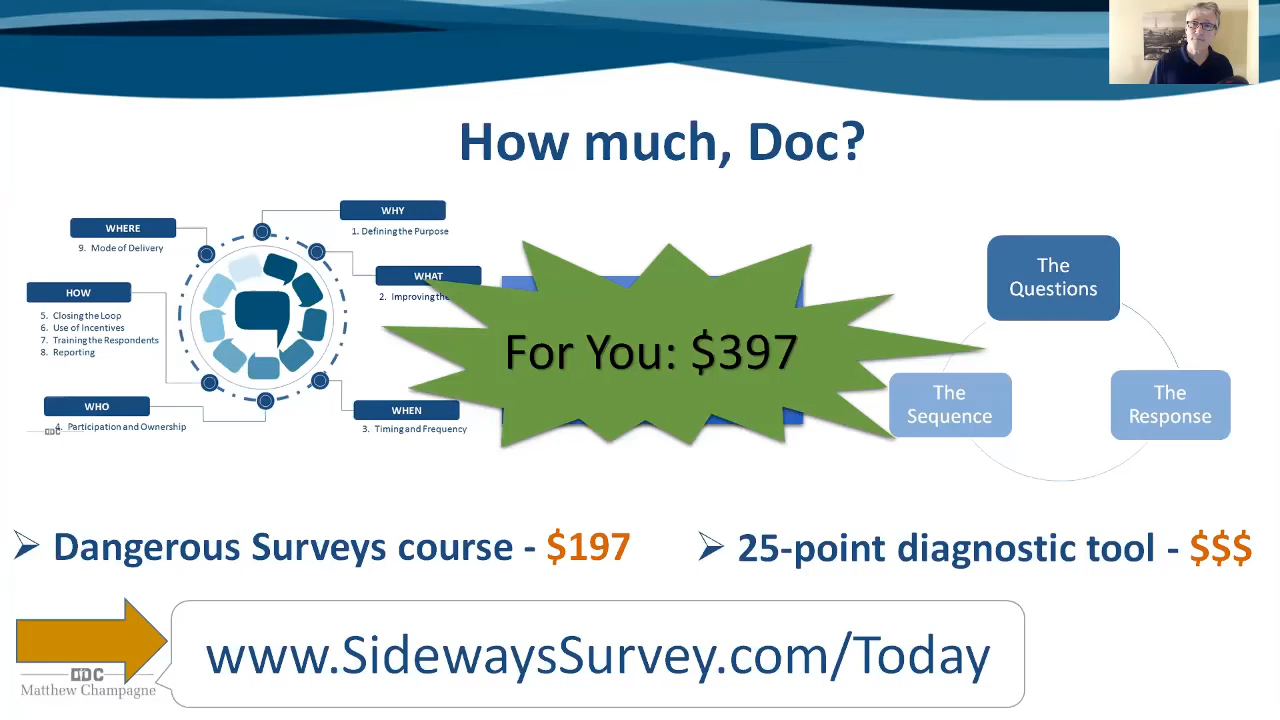 How much, Doc?
WHY
1. Defining the Purpose
WHERE
9. Mode of Delivery
WHAT
2. Improving the
HOW
5. Closing the Loop
6. Use of Incentives
7. Training the Respondents
8. Reporting
WHO
4. Participation and Ownership
WHEN
3. Timing and Frequency
DDC
For You: $397
The
Questions
The
Sequence
The
Response
Dangerous Surveys course - $197
25-point diagnostic tool - $$$
www.SidewaysSurvey.com/Today
DDC
Matthew Champagne